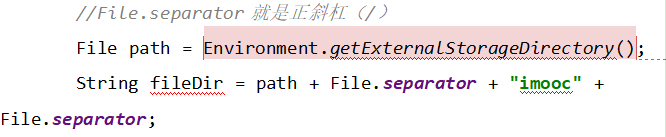 //File.separator 就是正斜杠（/）
File path = Environment.getExternalStorageDirectory();
String fileDir = path + File.separator + "imooc" +
File.separator;